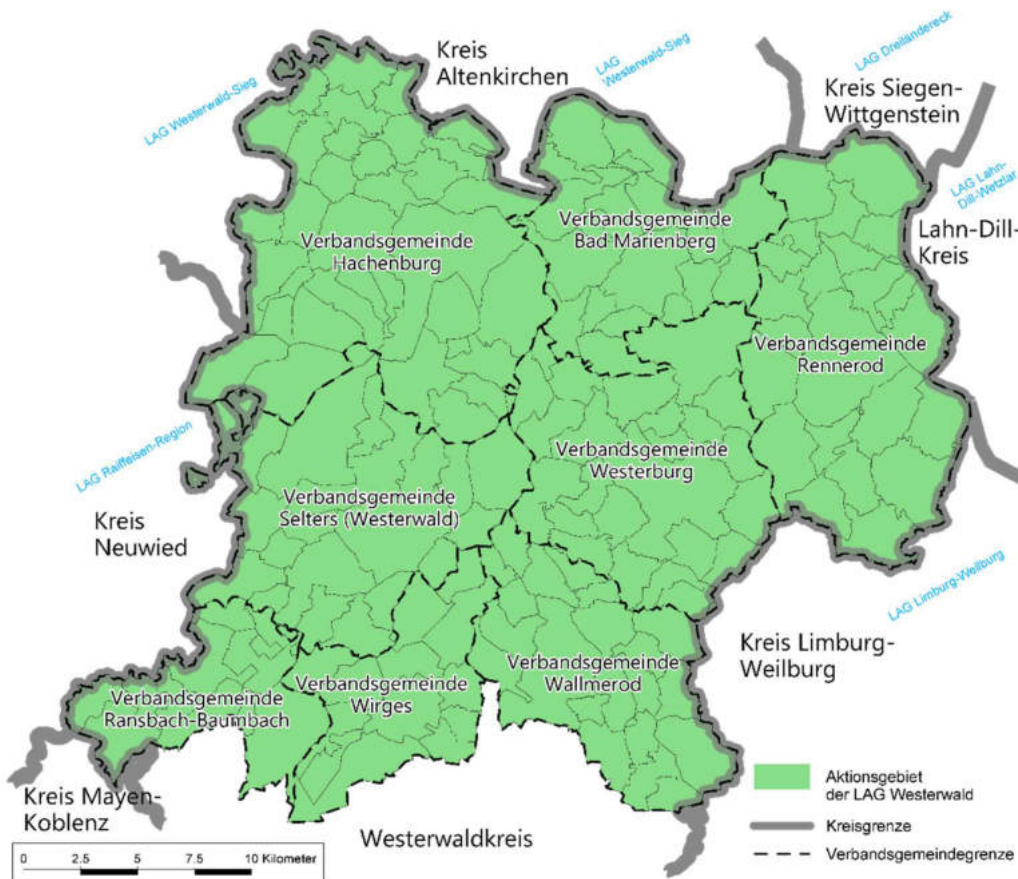 Kreis
Altenkirchen
LAG
Westerwald-Sieg
LAG Dreiländereck
Kreis Siegen-
Wittgenstein
LAG Westerwald-Sieg
LAG Lahn-
Dill-Wetzlar
Lahn-Dill-
Kreis
Verbandsgemeinde
Hachenburg
Verbandsgemeinde
Bad Marienberg
Verbandsgemeinde
Rennerod
LAG Raiffeisen-Region
Verbandsgemeinde
Westerburg
Verbandsgemeinde
Selters (Westerwald)
Kreis
Neuwied
LAG Limburg-Weilburg
Kreis Limburg-
Weilburg
Verbandsgemeinde
Wallmerod
Verbandsgemeinde
Wirges
Verbandsgemeinde
Ransbach-Baumbach
Kreis Mayen-
Koblenz
Westerwaldkreis
Aktionsgebiet
der LAG Westerwald
Kreisgrenze
Verbandsgemeindegrenze
0 2.5 5 7.5 10 Kilometer